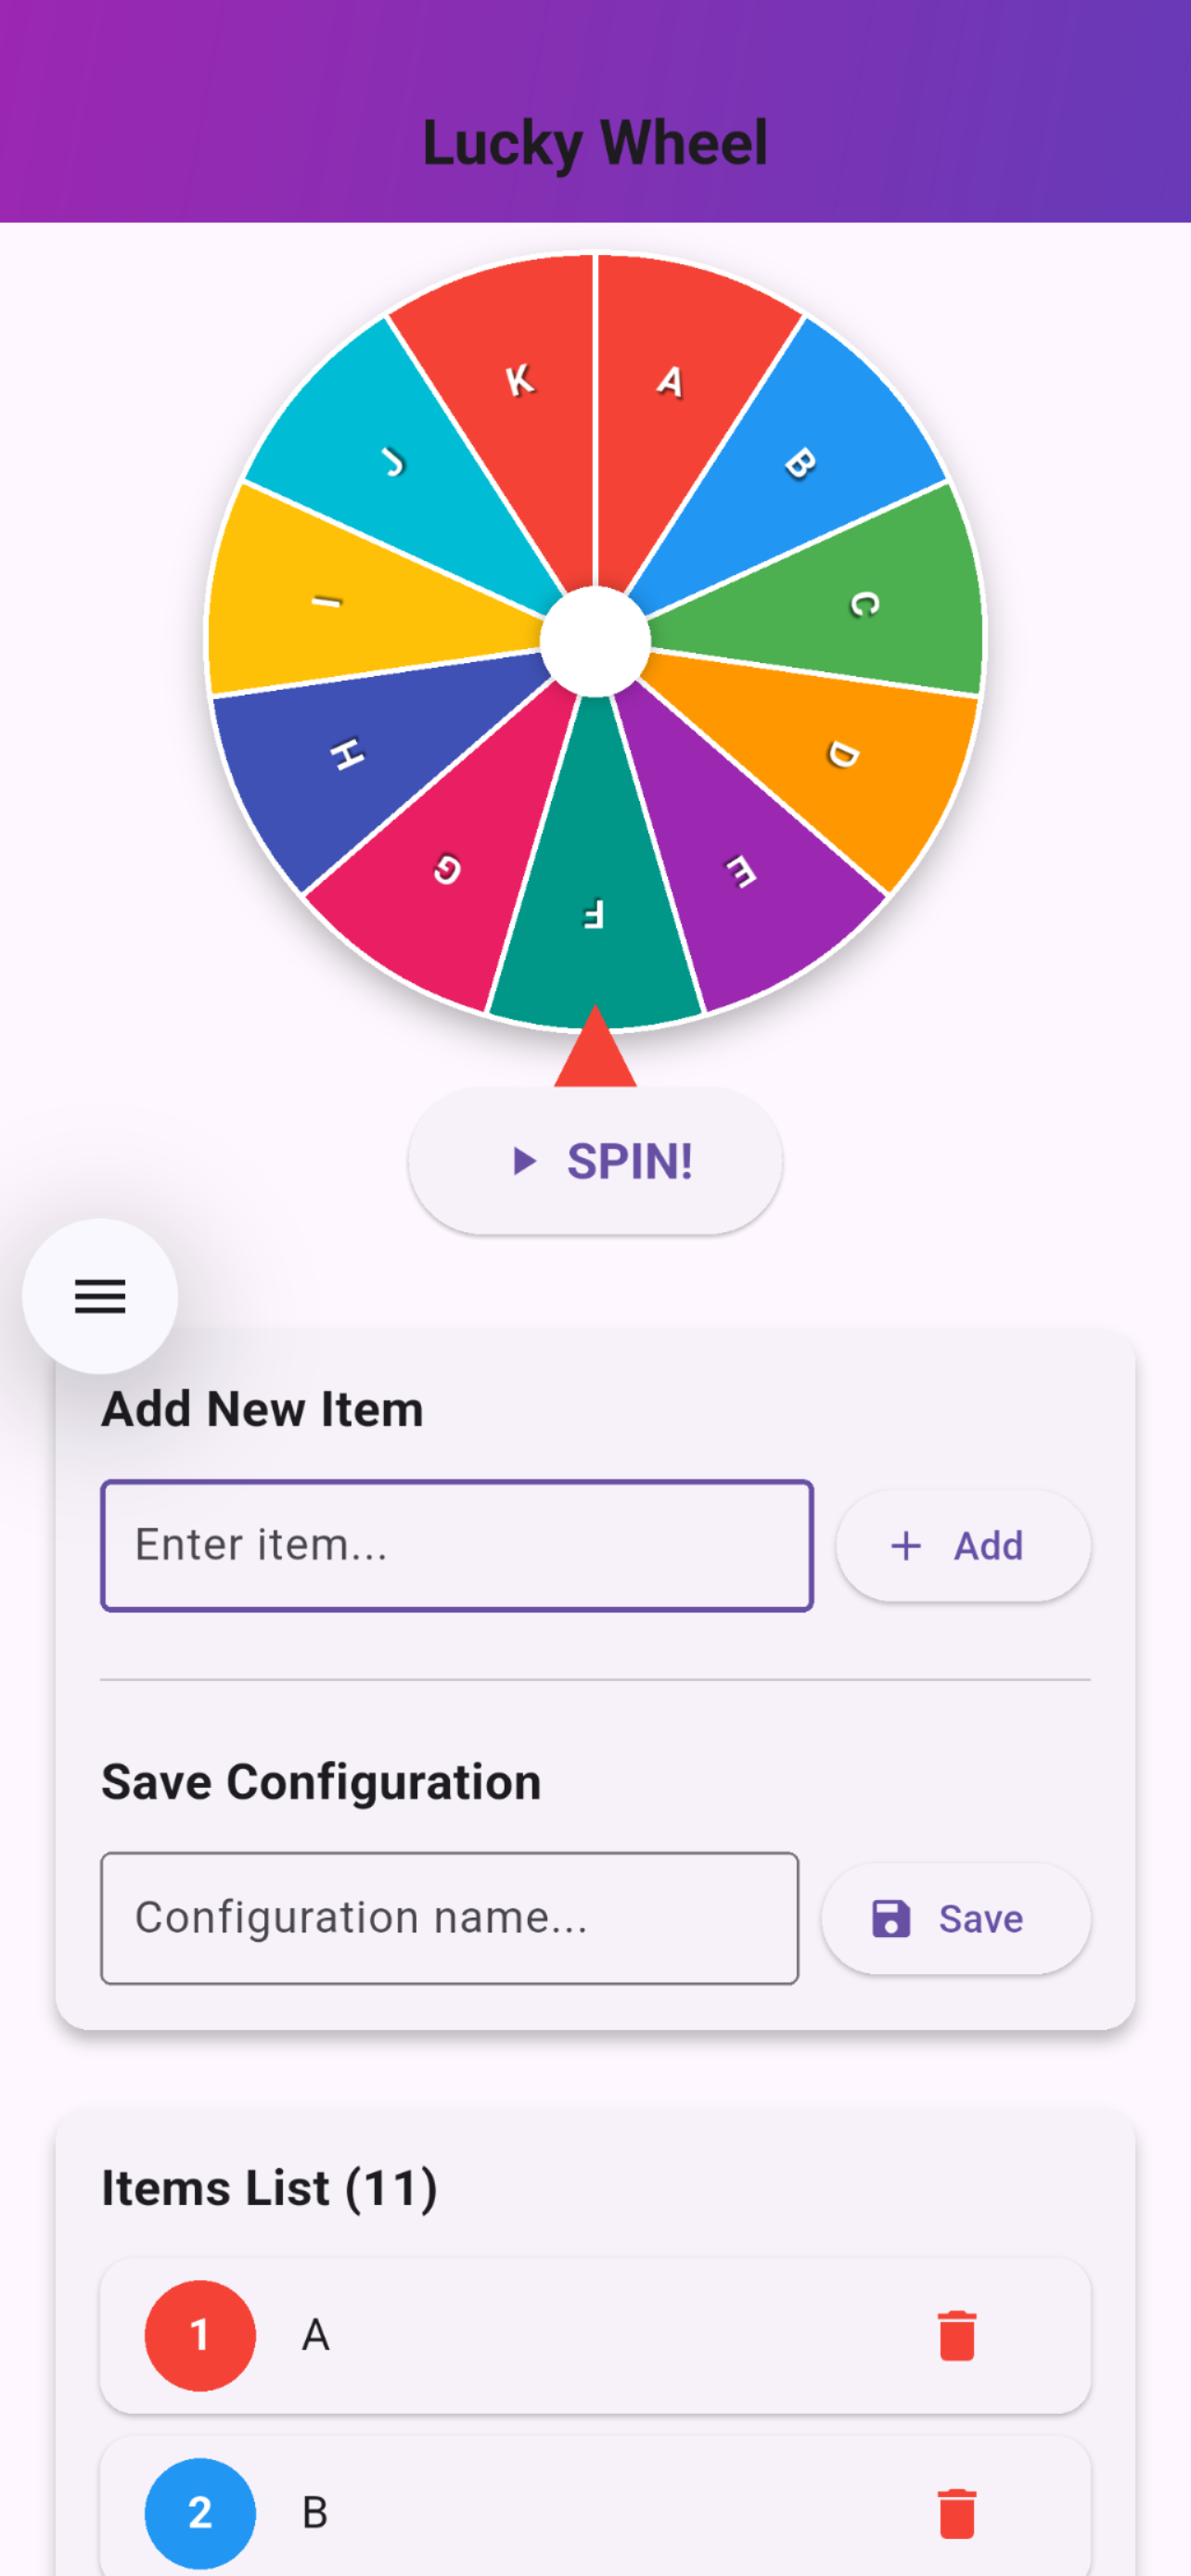 Lucky Wheel
K
A
J
B
I
C
H
D
G
E
F
SPIN!
Add New Item
Enter item...
Add
Save Configuration
Configuration name...
Save
Items List (11)
1 A
2 B